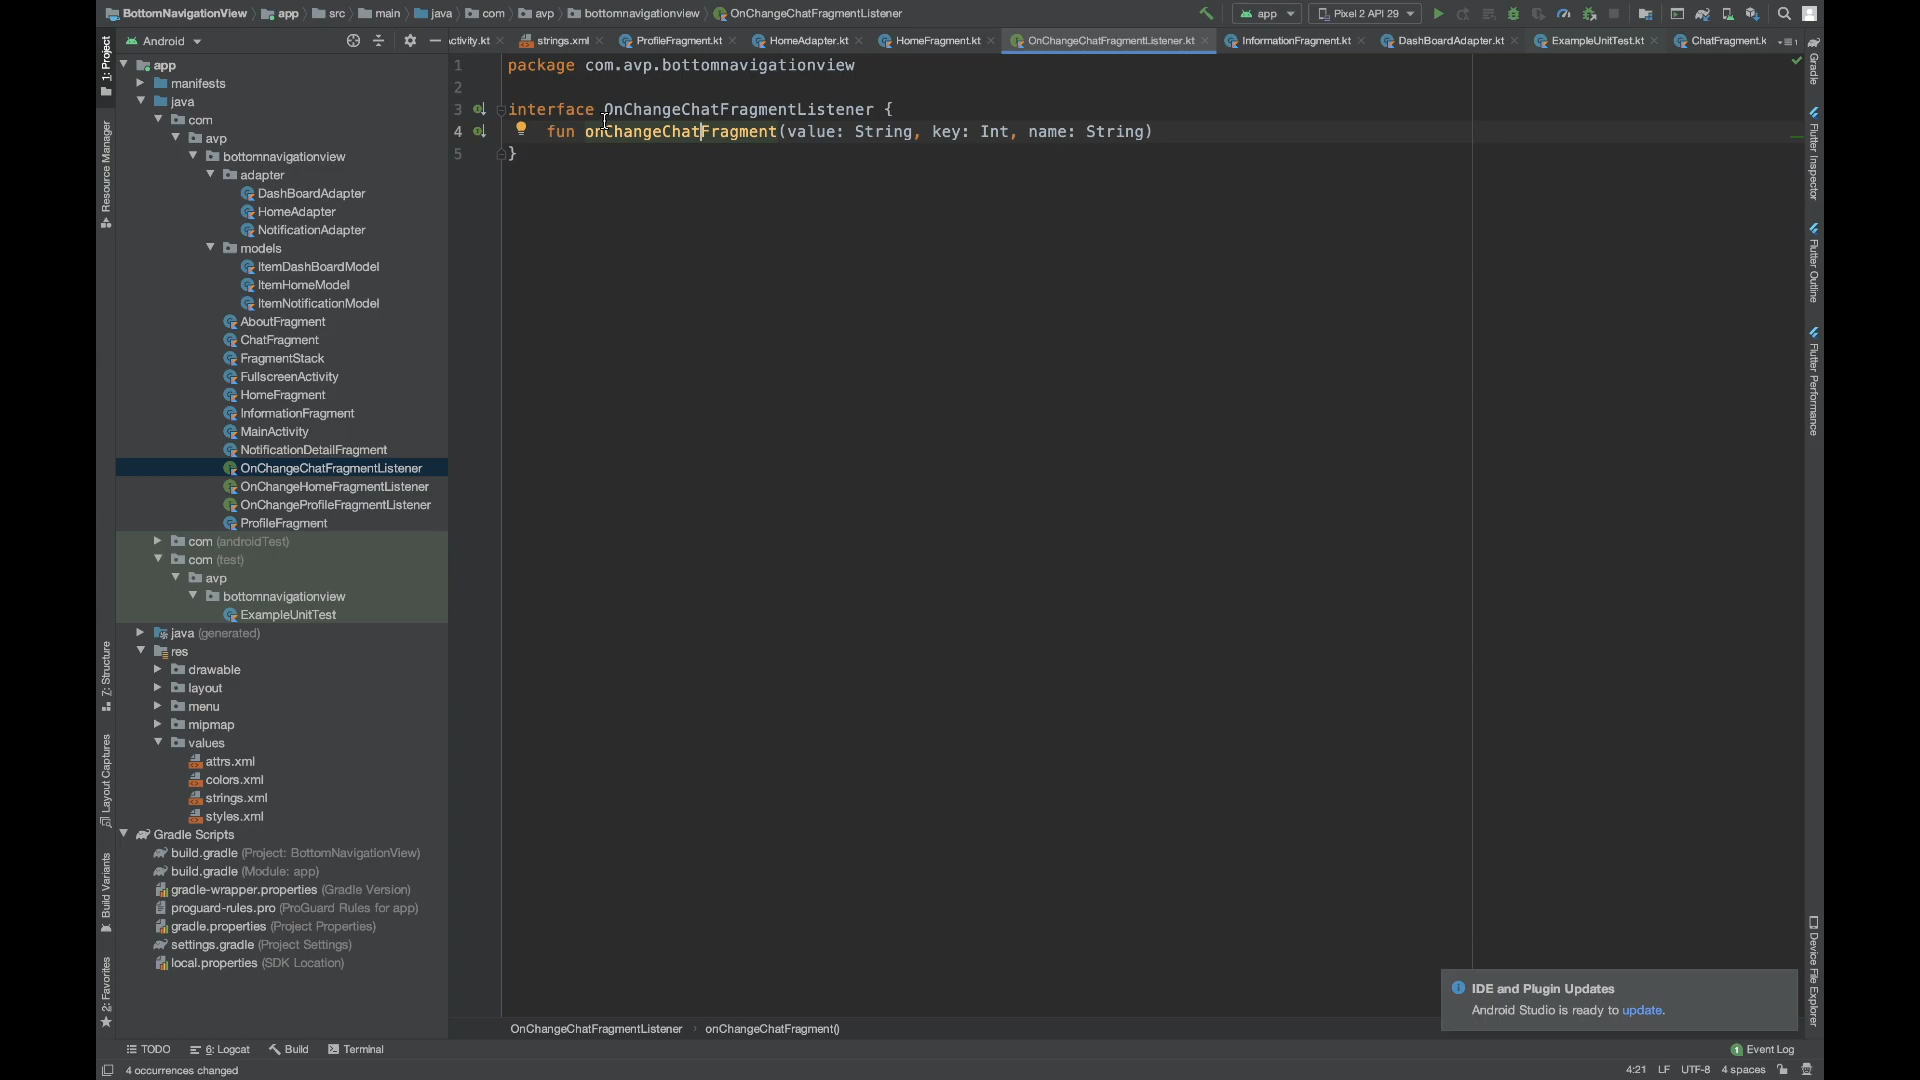 BottomNavigationView app src main java com avp bottomnavigationview OnChangeChatFragmentListener app Pixel 2 API 29
1: Project Android ctivity.kt strings.xml ProfileFragment.kt HomeAdapter.kt HomeFragment.kt OnChangeChatFragmentListener.kt InformationFragment.kt DashBoardAdapter.kt ExampleUnitTest.kt ChatFragment.k
app
manifests
java
com
avp
bottomnavigationview
adapter
DashBoardAdapter
HomeAdapter
NotificationAdapter
models
ItemDashBoardModel
ItemHomeModel
ItemNotificationModel
AboutFragment
ChatFragment
FragmentStack
FullscreenActivity
HomeFragment
InformationFragment
MainActivity
NotificationDetailFragment
OnChangeChatFragmentListener
OnChangeHomeFragmentListener
OnChangeProfileFragmentListener
ProfileFragment
com (androidTest)
com (test)
avp
bottomnavigationview
ExampleUnitTest
java (generated)
res
drawable
layout
menu
mipmap
values
attrs.xml
colors.xml
strings.xml
styles.xml
Gradle Scripts
build.gradle (Project: BottomNavigationView)
build.gradle (Module: app)
gradle-wrapper.properties (Gradle Version)
proguard-rules.pro (ProGuard Rules for app)
gradle.properties (Project Properties)
settings.gradle (Project Settings)
local.properties (SDK Location)
Resource Manager
7: Structure
Layout Captures
Build Variants
2: Favorites
1 package com.avp.bottomnavigationview
2
3 interface OnChangeChatFragmentListener {
4 fun onChangeChatFragment(value: String, key: Int, name: String)
5 }
Gradle
Flutter Inspector
Flutter Outline
Flutter Performance
Device File Explorer
IDE and Plugin Updates
Android Studio is ready to update.
OnChangeChatFragmentListener onChangeChatFragment()
TODO 6: Logcat Build Terminal 1 Event Log
4 occurrences changed 4:21 LF UTF-8 4 spaces